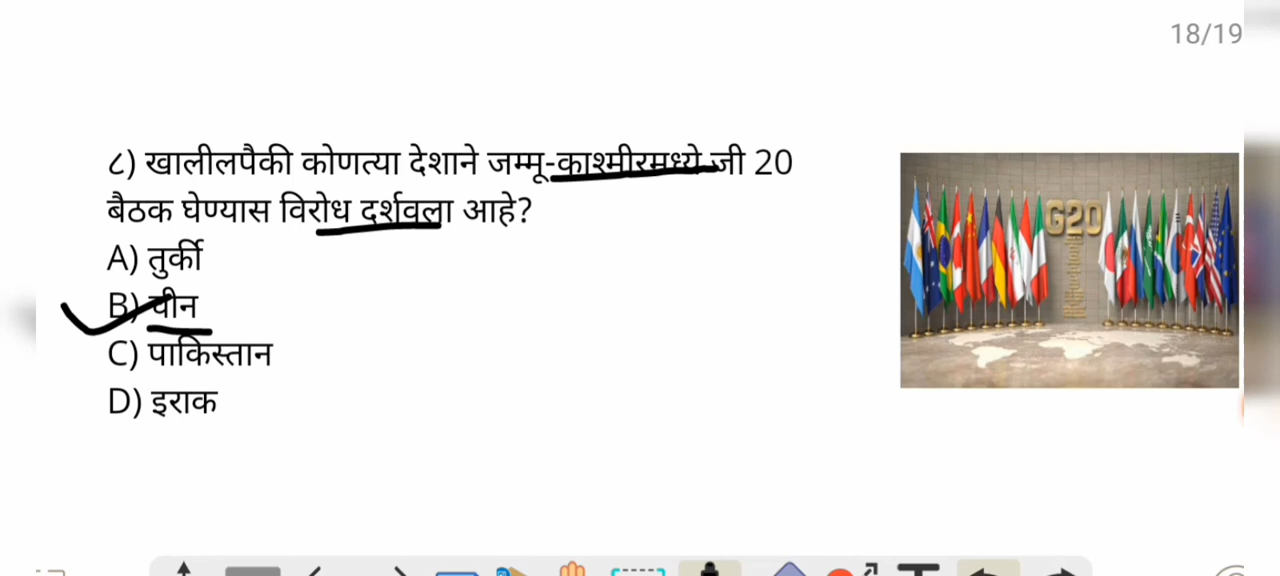 18/19
८) खालीलपैकी कोणत्या देशाने जम्मू-काश्मीरमध्ये जी 20
बैठक घेण्यास विरोध दर्शवला आहे?
A) तुर्की
B) चीन
C) पाकिस्तान
D) इराक
G20